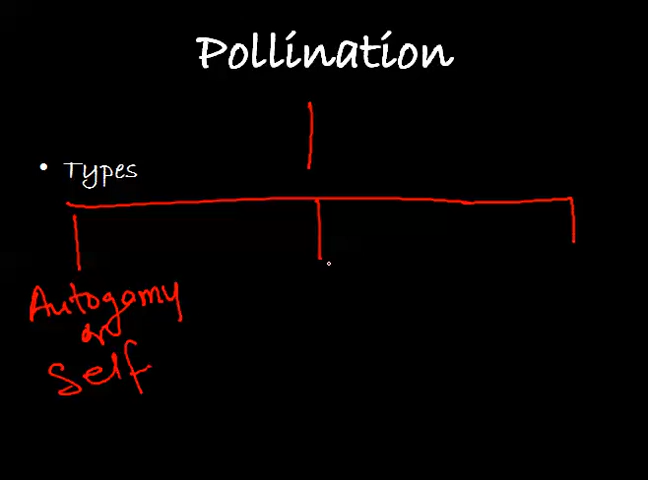 Pollination
• Types
Autogamy
or
Self